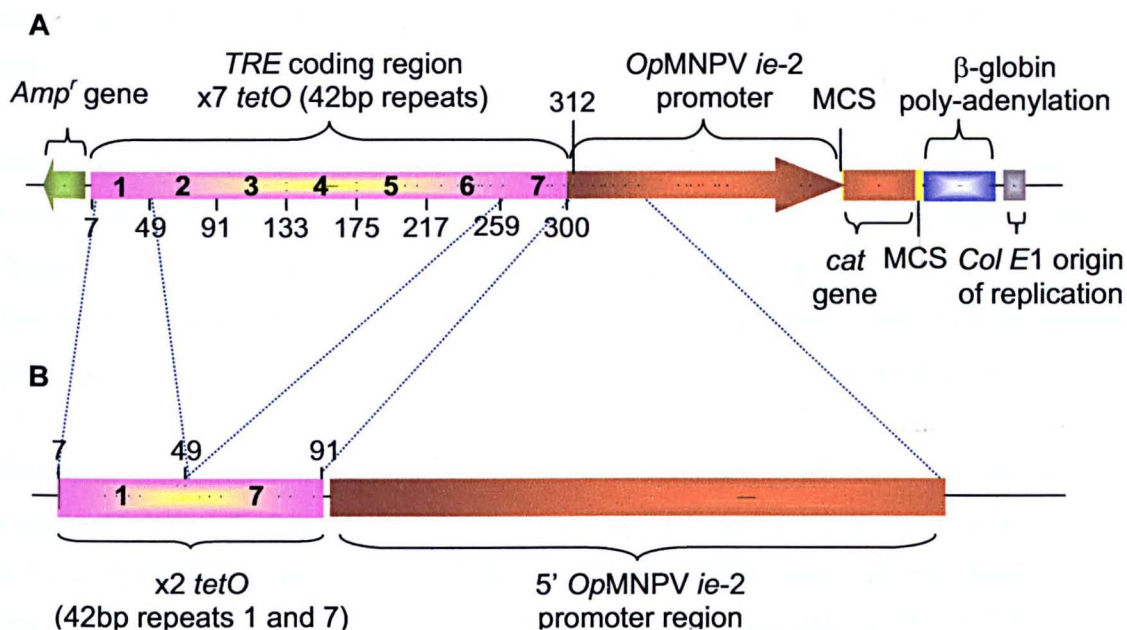 A
TRE coding region
x7 tetO (42bp repeats)
OpMNPV ie-2
promoter
β-globin
poly-adenylation
Ampʳ gene
312
MCS
1 2 3 4 5 6 7
7 49 91 133 175 217 259 300
cat
gene
MCS
Col E1 origin
of replication
B
7 49 91
1 7
x2 tetO
(42bp repeats 1 and 7)
5' OpMNPV ie-2
promoter region